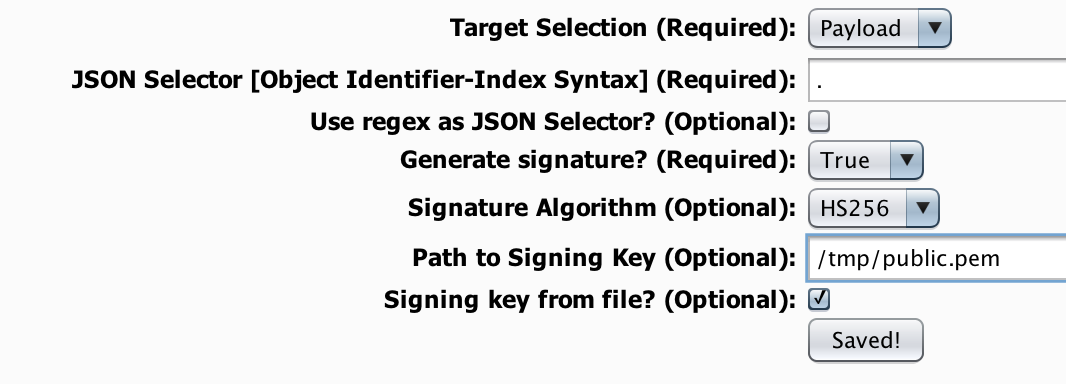 Target Selection (Required): Payload
JSON Selector [Object Identifier-Index Syntax] (Required): .
Use regex as JSON Selector? (Optional):
Generate signature? (Required): True
Signature Algorithm (Optional): HS256
Path to Signing Key (Optional): /tmp/public.pem
Signing key from file? (Optional):
Saved!